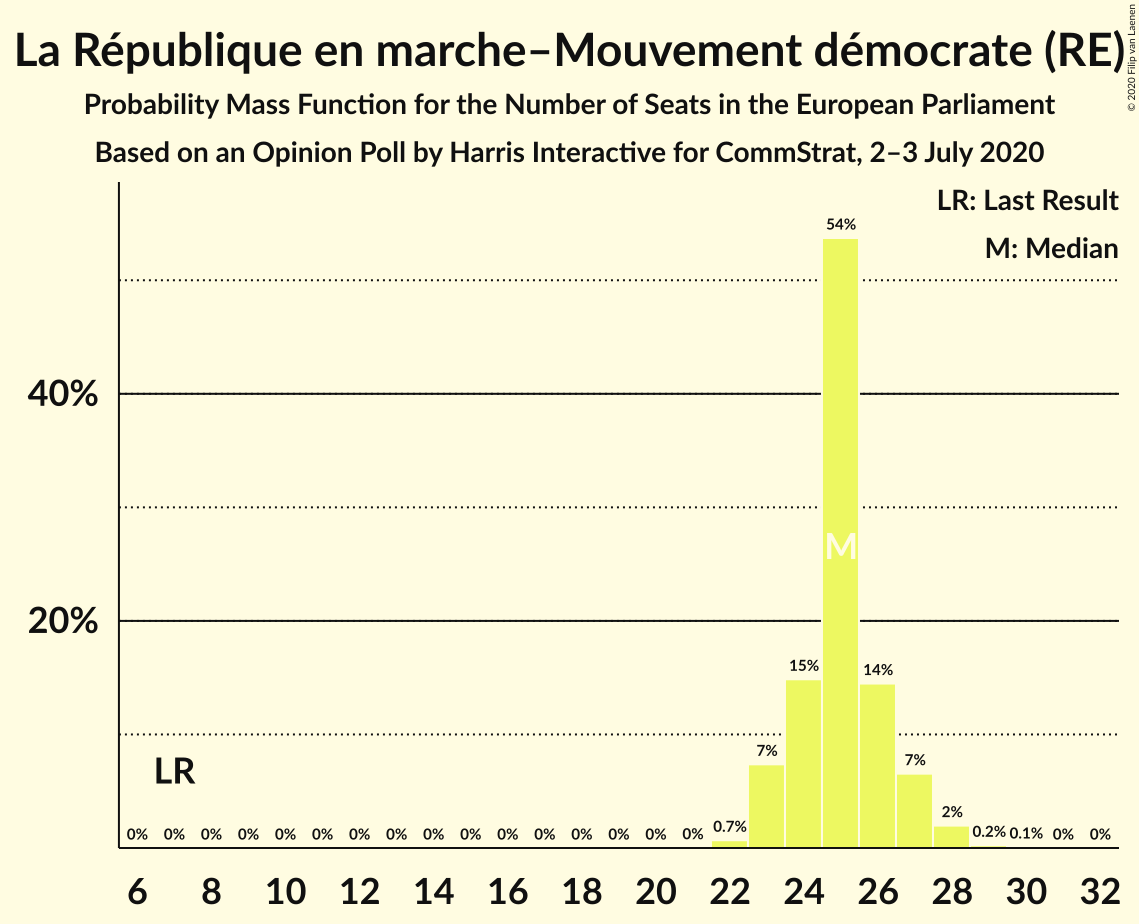 La République en marche–Mouvement démocrate (RE)
© 2020 Filip van Laenen
Probability Mass Function for the Number of Seats in the European Parliament
Based on an Opinion Poll by Harris Interactive for CommStrat, 2–3 July 2020
LR: Last Result
M: Median
54%
40%
M
20%
15% 14%
7% 7%
LR
2%
0% 0% 0% 0% 0% 0% 0% 0% 0% 0% 0% 0% 0% 0% 0% 0% 0.7% 0.2% 0.1% 0% 0%
6 8 10 12 14 16 18 20 22 24 26 28 30 32